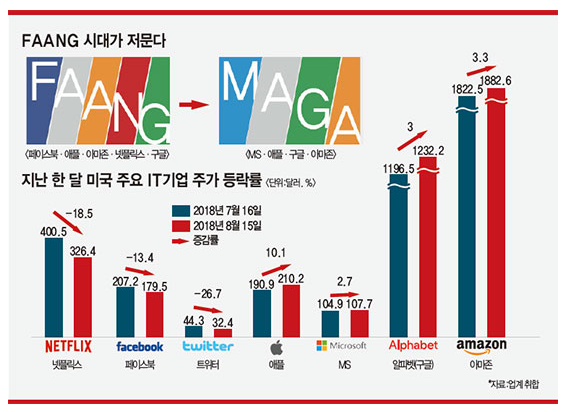 FAANG 시대가 저문다
FAANG
MAGA
〈페이스북·애플·아마존·넷플릭스·구글〉
〈MS·애플·구글·아마존〉
지난 한 달 미국 주요 IT기업 주가 등락률 〈단위:달러, %〉
2018년 7월 16일
2018년 8월 15일
증감률
-18.5
400.5
326.4
-13.4
207.2
179.5
-26.7
44.3
32.4
10.1
190.9
210.2
2.7
104.9
107.7
3
1196.5
1232.2
3.3
1822.5
1882.6
NETFLIX
facebook
twitter
Microsoft
Alphabet
amazon
넷플릭스
페이스북
트위터
애플
MS
알파벳(구글)
아마존
*자료:업계 취합